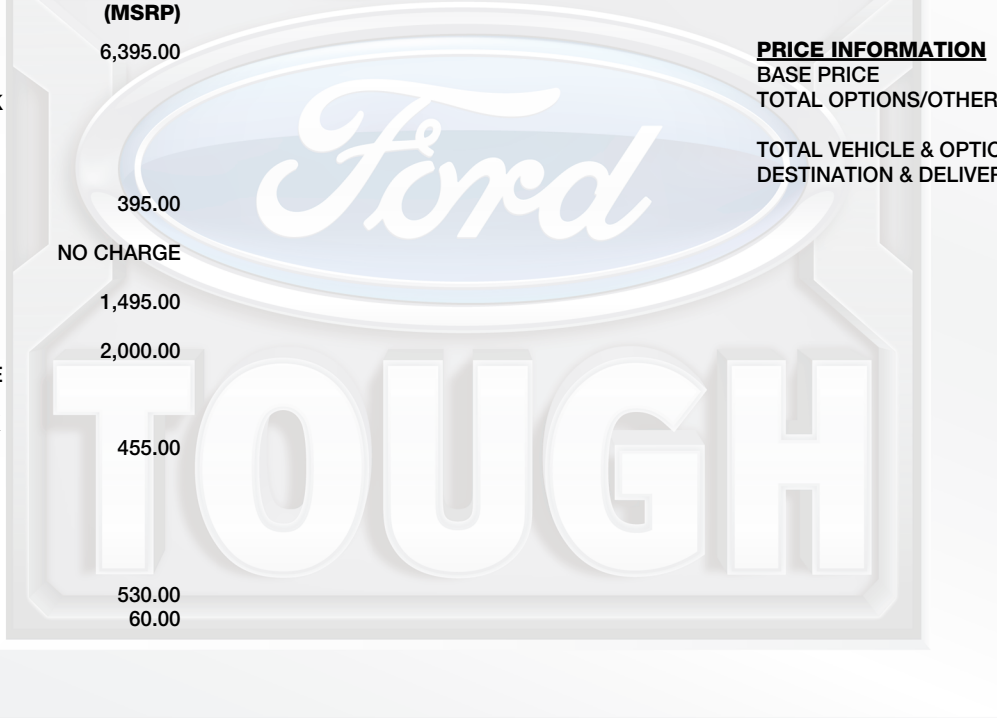 (MSRP)
6,395.00
395.00
NO CHARGE
1,495.00
2,000.00
455.00
530.00
60.00
PRICE INFORMATION
BASE PRICE
TOTAL OPTIONS/OTHER
TOTAL VEHICLE & OPTIO
DESTINATION & DELIVER
Ford
TOUGH